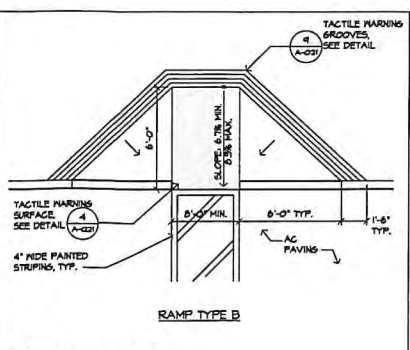 TACTILE WARNING
GROOVES,
SEE DETAIL
9
A-021
6'-0"
SLOPE: 6.7% MIN.
8.3% MAX.
TACTILE WARNING
SURFACE,
SEE DETAIL
4
A-021
8'-0" MIN.
6'-0" TYP.
1'-6"
TYP.
4" WIDE PAINTED
STRIPING, TYP.
AC
PAVING
RAMP TYPE B